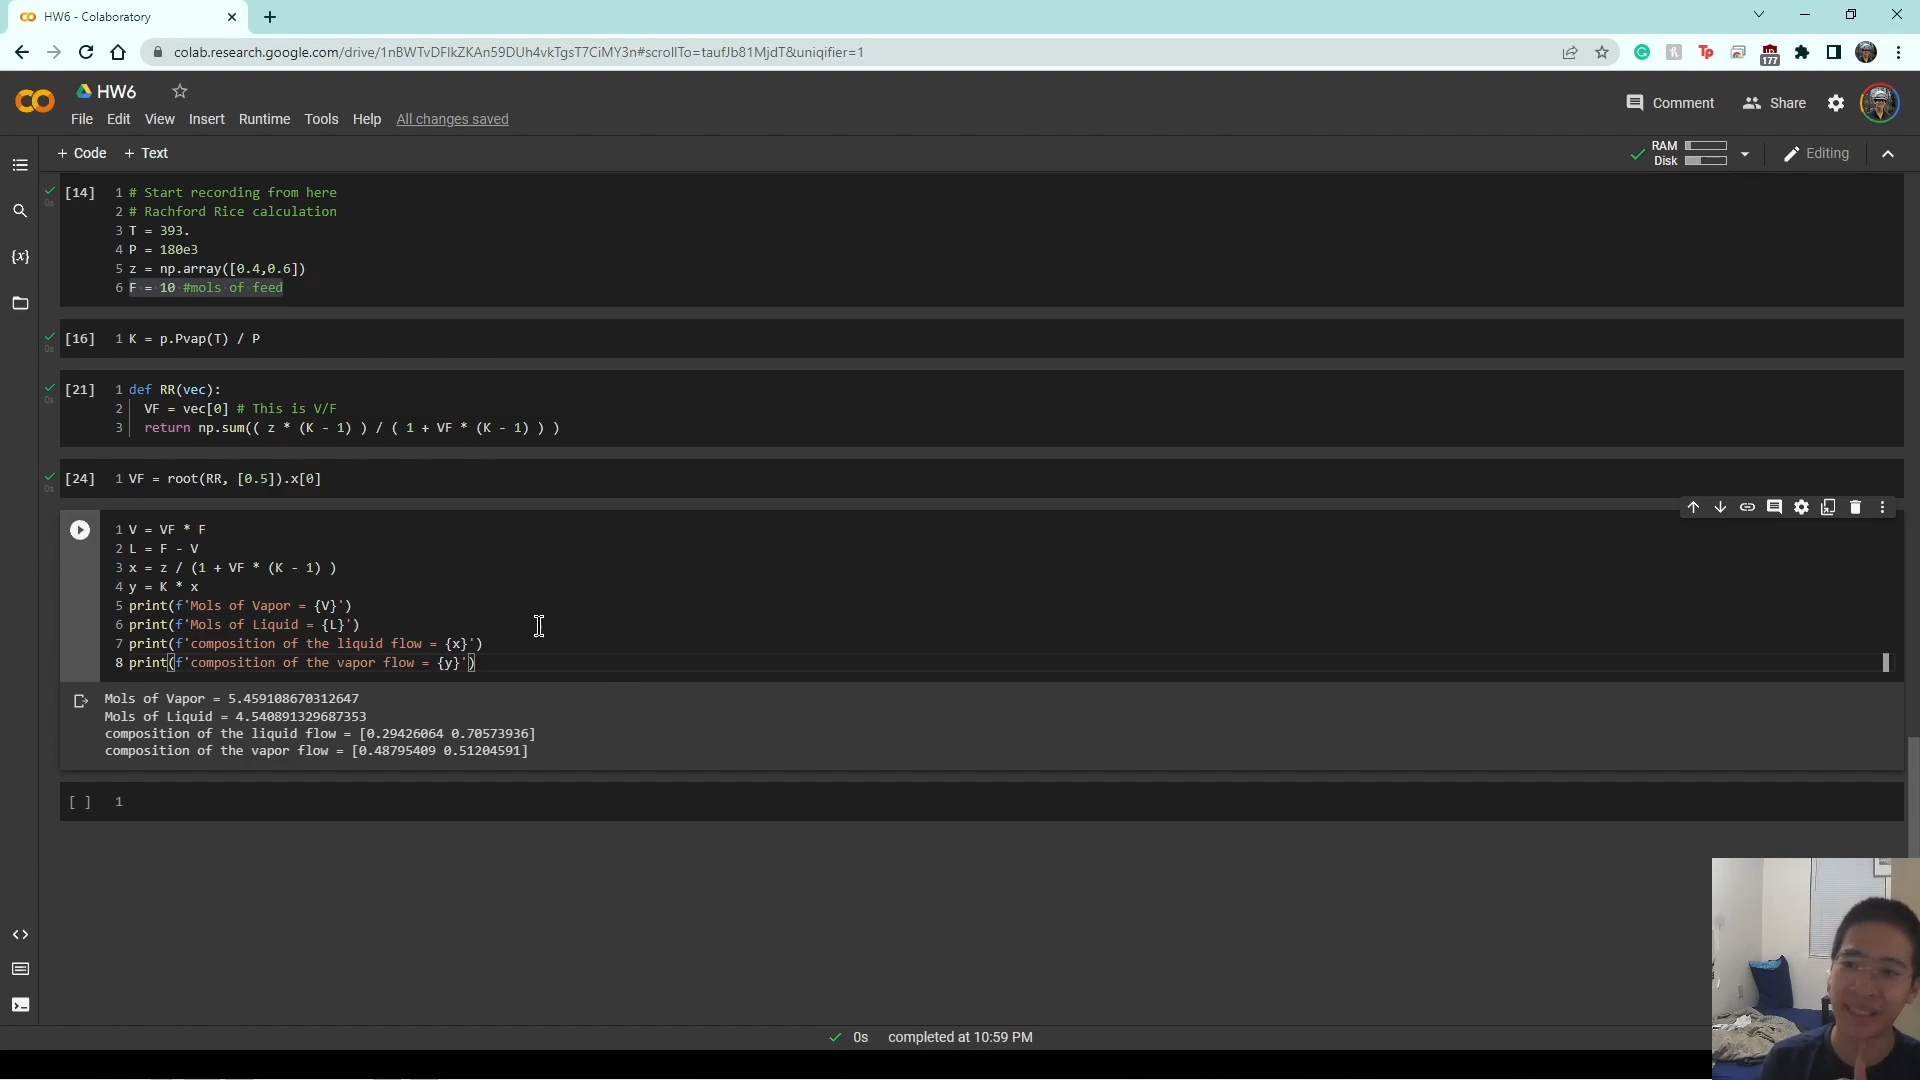 HW6 - Colaboratory
colab.research.google.com/drive/1nBWTvDFlkZKAn59DUh4vkTgsT7CiMY3n#scrollTo=taufJb81MjdT&uniqifier=1
177
HW6
Comment
Share
File Edit View Insert Runtime Tools Help All changes saved
+ Code + Text
RAM
Disk
Editing
[14]
1 # Start recording from here
2 # Rachford Rice calculation
3 T = 393.
4 P = 180e3
5 z = np.array([0.4,0.6])
6 F = 10 #mols of feed
0s
[16] 1 K = p.Pvap(T) / P
0s
[21] 1 def RR(vec):
2 VF = vec[0] # This is V/F
3 return np.sum(( z * (K - 1) ) / ( 1 + VF * (K - 1) ) )
0s
[24] 1 VF = root(RR, [0.5]).x[0]
0s
1 V = VF * F
2 L = F - V
3 x = z / (1 + VF * (K - 1) )
4 y = K * x
5 print(f'Mols of Vapor = {V}')
6 print(f'Mols of Liquid = {L}')
7 print(f'composition of the liquid flow = {x}')
8 print(f'composition of the vapor flow = {y}')
Mols of Vapor = 5.459108670312647
Mols of Liquid = 4.540891329687353
composition of the liquid flow = [0.29426064 0.70573936]
composition of the vapor flow = [0.48795409 0.51204591]
[ ] 1
0s completed at 10:59 PM